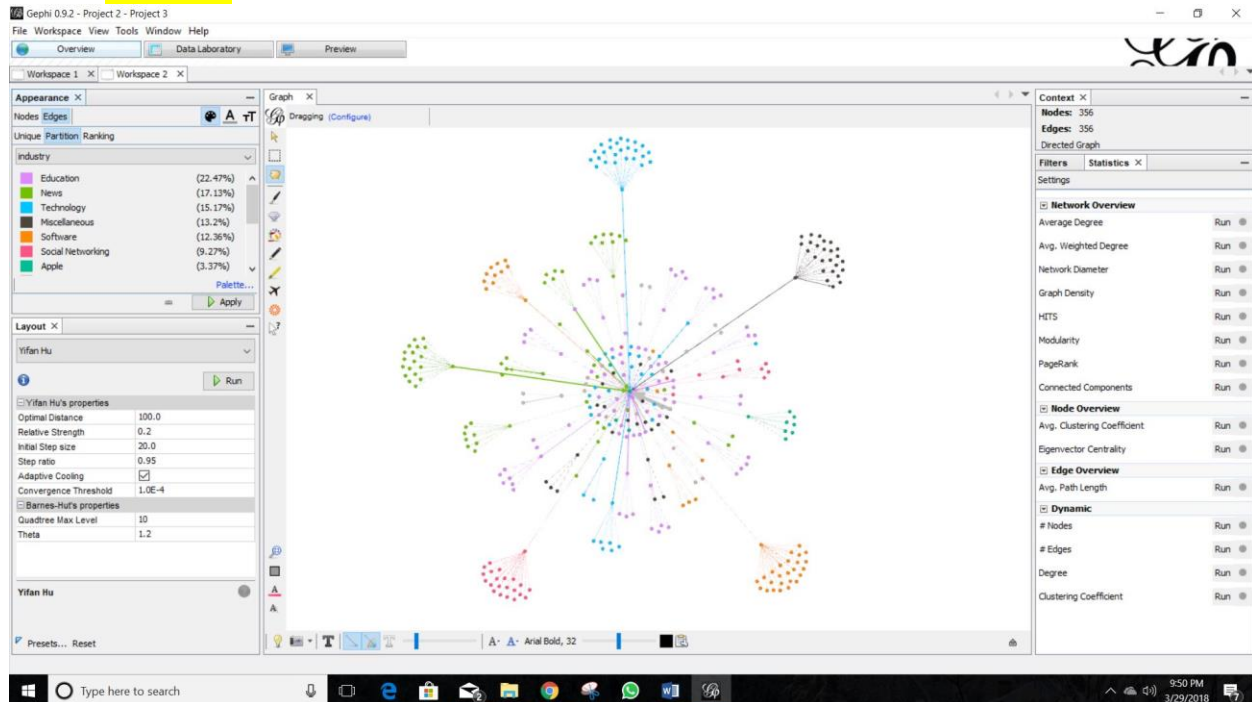 Gephi 0.9.2 - Project 2 - Project 3
File Workspace View Tools Window Help
Overview Data Laboratory Preview
Workspace 1 Workspace 2
Appearance
Nodes Edges
Unique Partition Ranking
industry
Education (22.47%)
News (17.13%)
Technology (15.17%)
Miscellaneous (13.2%)
Software (12.36%)
Social Networking (9.27%)
Apple (3.37%)
Palette...
Apply
Layout
Yifan Hu
Run
Yifan Hu's properties
Optimal Distance 100.0
Relative Strength 0.2
Initial Step size 20.0
Step ratio 0.95
Adaptive Cooling
Convergence Threshold 1.0E-4
Barnes-Hut's properties
Quadtree Max Level 10
Theta 1.2
Yifan Hu
Presets... Reset
Graph
Dragging (Configure)
Arial Bold, 32
Context
Nodes: 356
Edges: 356
Directed Graph
Filters Statistics
Settings
Network Overview
Average Degree Run
Avg. Weighted Degree Run
Network Diameter Run
Graph Density Run
HITS Run
Modularity Run
PageRank Run
Connected Components Run
Node Overview
Avg. Clustering Coefficient Run
Eigenvector Centrality Run
Edge Overview
Avg. Path Length Run
Dynamic
# Nodes Run
# Edges Run
Degree Run
Clustering Coefficient Run
Type here to search
9:50 PM
3/29/2018